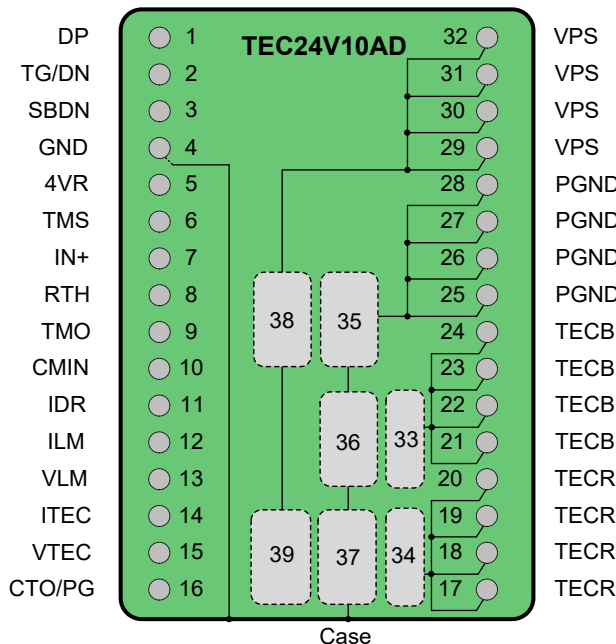 TEC24V10AD
DP 1 32 VPS
TG/DN 2 31 VPS
SBDN 3 30 VPS
GND 4 29 VPS
4VR 5 28 PGND
TMS 6 27 PGND
IN+ 7 26 PGND
RTH 8 25 PGND
38 35
TMO 9 24 TECB
CMIN 10 23 TECB
IDR 11 22 TECB
36 33
ILM 12 21 TECB
VLM 13 20 TECR
ITEC 14 19 TECR
VTEC 15 18 TECR
39 37 34
CTO/PG 16 17 TECR
Case